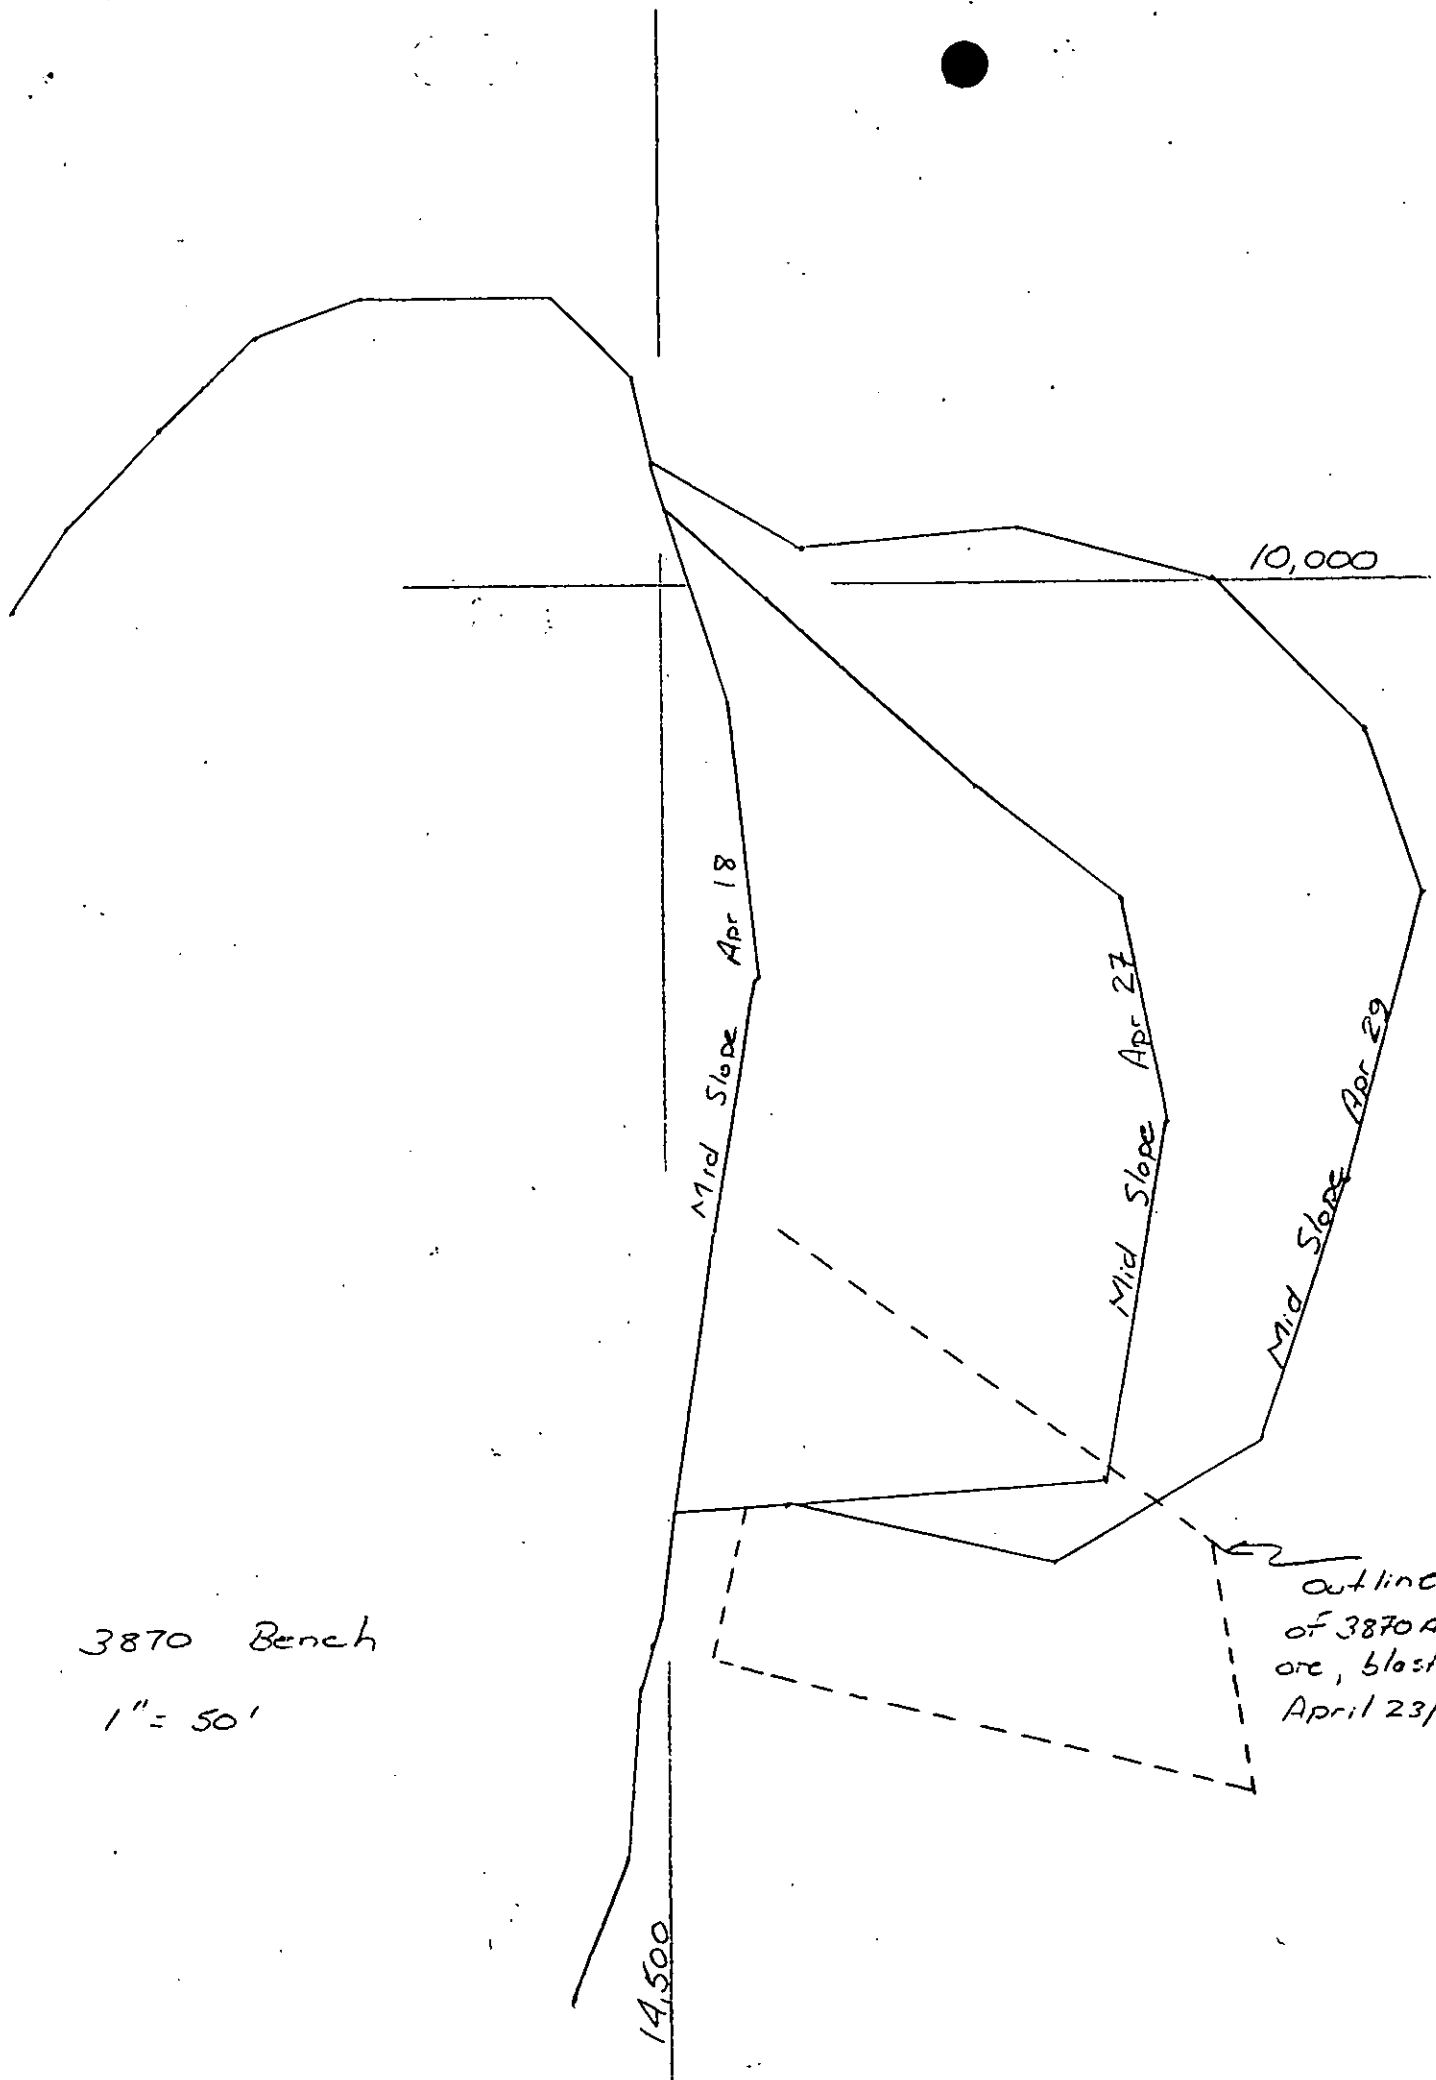 10,000
Mid Slope Apr 18
Mid Slope Apr 27
Mid Slope Apr 29
outline
of 3870 A
ore, blast
April 23/
3870 Bench
1" = 50'
14,500